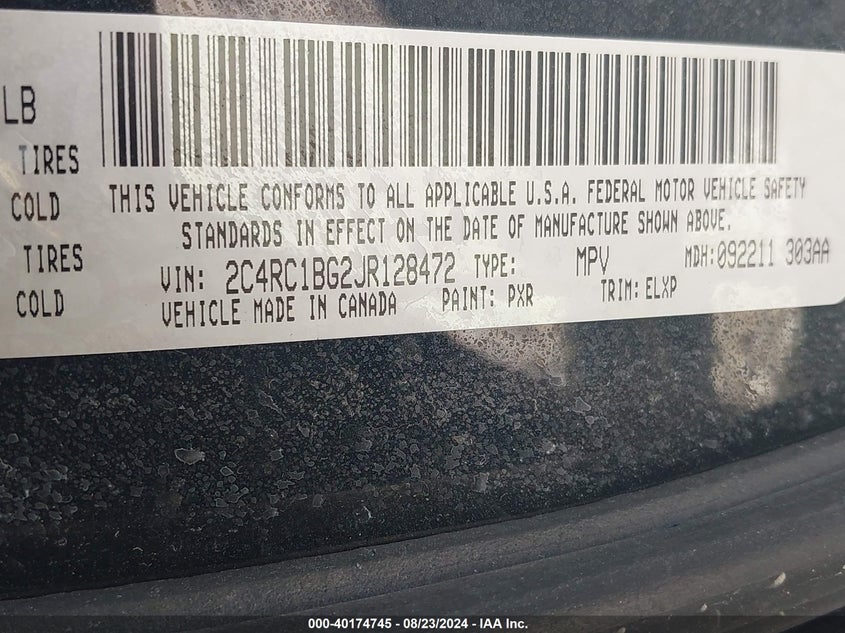 LB
TIRES
COLD
TIRES
COLD
THIS VEHICLE CONFORMS TO ALL APPLICABLE U.S.A. FEDERAL MOTOR VEHICLE SAFETY
STANDARDS IN EFFECT ON THE DATE OF MANUFACTURE SHOWN ABOVE.
VIN: 2C4RC1BG2JR128472 TYPE: MPV MDH: 092211 303AA
VEHICLE MADE IN CANADA PAINT: PXR TRIM: ELXP
000-40174745 - 08/23/2024 - IAA Inc.